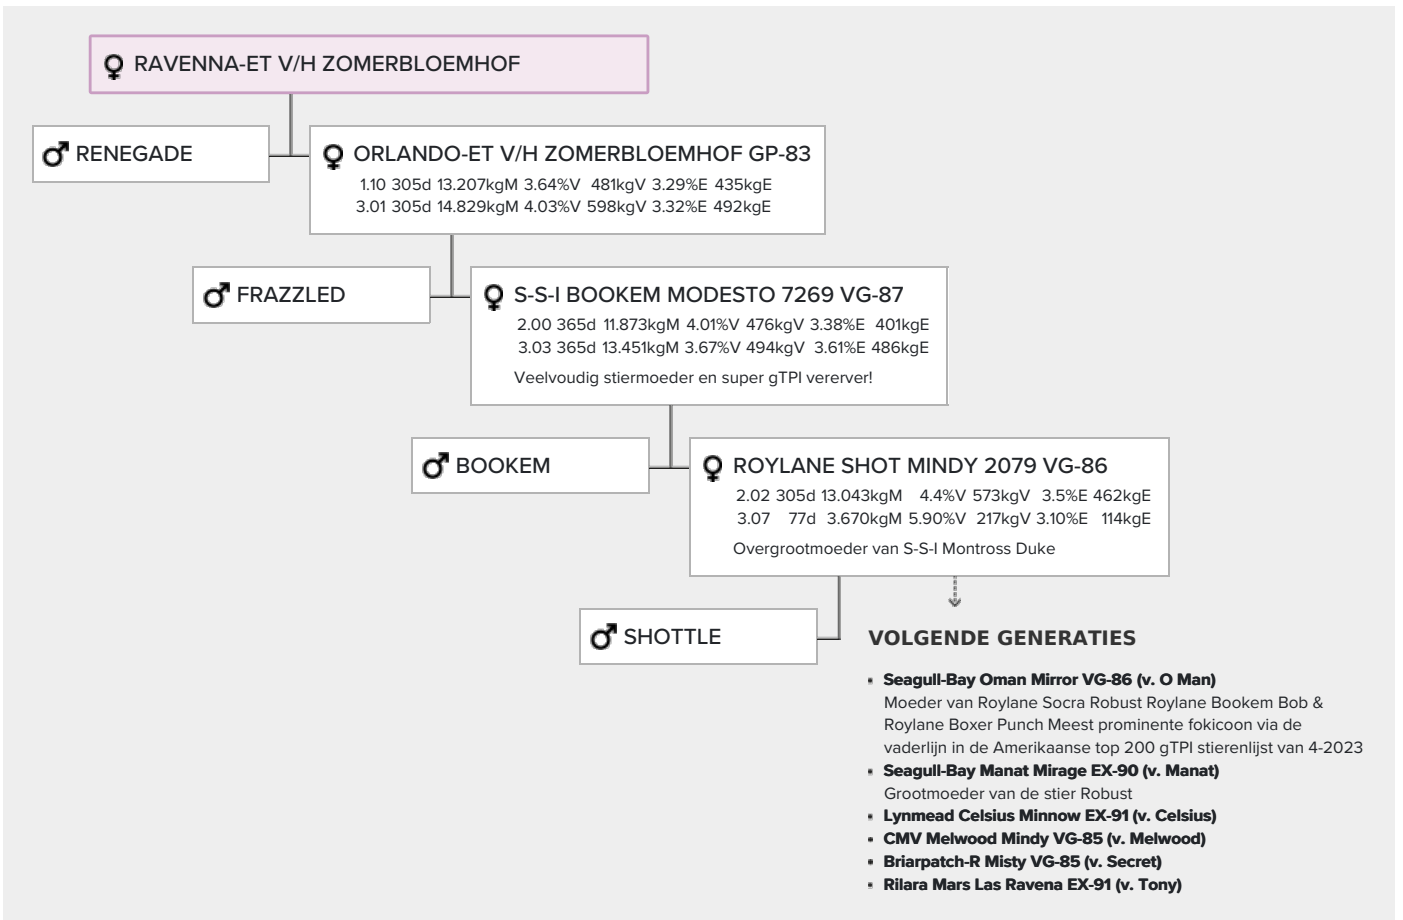 RAVENNA-ET V/H ZOMERBLOEMHOF
RENEGADE
ORLANDO-ET V/H ZOMERBLOEMHOF GP-83
1.10 305d 13.207kgM 3.64%V 481kgV 3.29%E 435kgE
3.01 305d 14.829kgM 4.03%V 598kgV 3.32%E 492kgE
FRAZZLED
S-S-I BOOKEM MODESTO 7269 VG-87
2.00 365d 11.873kgM 4.01%V 476kgV 3.38%E 401kgE
3.03 365d 13.451kgM 3.67%V 494kgV 3.61%E 486kgE
Veelvoudig stiermoeder en super gTPI vererver!
BOOKEM
ROYLANE SHOT MINDY 2079 VG-86
2.02 305d 13.043kgM 4.4%V 573kgV 3.5%E 462kgE
3.07 77d 3.670kgM 5.90%V 217kgV 3.10%E 114kgE
Overgrootmoeder van S-S-I Montross Duke
SHOTTLE
VOLGENDE GENERATIES
Seagull-Bay Oman Mirror VG-86 (v. O Man)
Moeder van Roylane Socra Robust Roylane Bookem Bob &
Roylane Boxer Punch Meest prominente fokicoon via de
vaderlijn in de Amerikaanse top 200 gTPI stierenlijst van 4-2023
Seagull-Bay Manat Mirage EX-90 (v. Manat)
Grootmoeder van de stier Robust
Lynmead Celsius Minnow EX-91 (v. Celsius)
CMV Melwood Mindy VG-85 (v. Melwood)
Briarpatch-R Misty VG-85 (v. Secret)
Rilara Mars Las Ravena EX-91 (v. Tony)